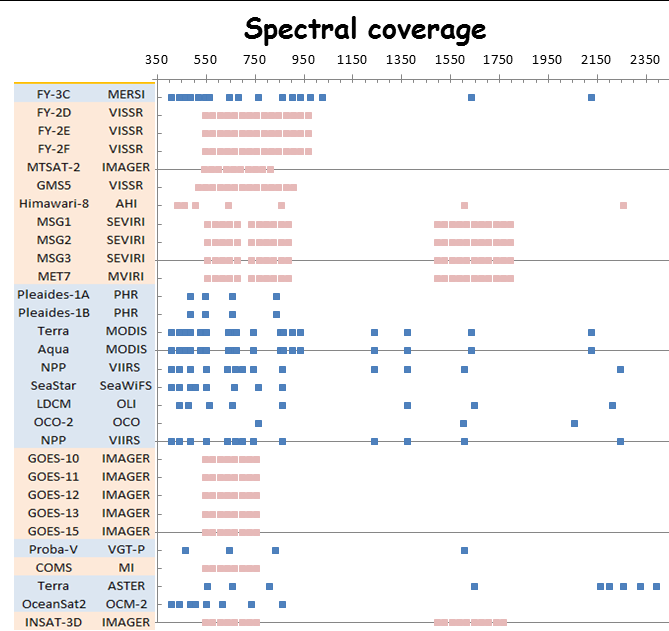 Spectral coverage
350 550 750 950 1150 1350 1550 1750 1950 2150 2350
FY-3C MERSI
FY-2D VISSR
FY-2E VISSR
FY-2F VISSR
MTSAT-2 IMAGER
GMS5 VISSR
Himawari-8 AHI
MSG1 SEVIRI
MSG2 SEVIRI
MSG3 SEVIRI
MET7 MVIRI
Pleaides-1A PHR
Pleaides-1B PHR
Terra MODIS
Aqua MODIS
NPP VIIRS
SeaStar SeaWiFS
LDCM OLI
OCO-2 OCO
NPP VIIRS
GOES-10 IMAGER
GOES-11 IMAGER
GOES-12 IMAGER
GOES-13 IMAGER
GOES-15 IMAGER
Proba-V VGT-P
COMS MI
Terra ASTER
OceanSat2 OCM-2
INSAT-3D IMAGER